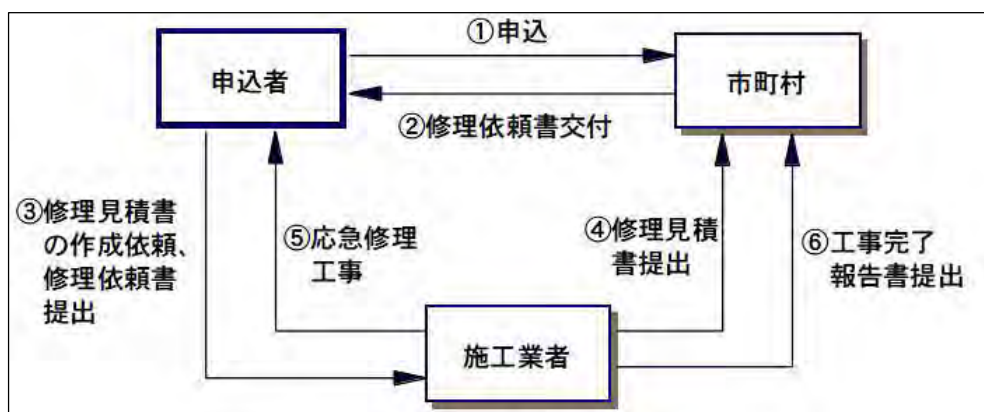 ①申込
申込者
市町村
②修理依頼書交付
③修理見積書
の作成依頼、
修理依頼書
提出
⑤応急修理
工事
④修理見積
書提出
⑥工事完了
報告書提出
施工業者